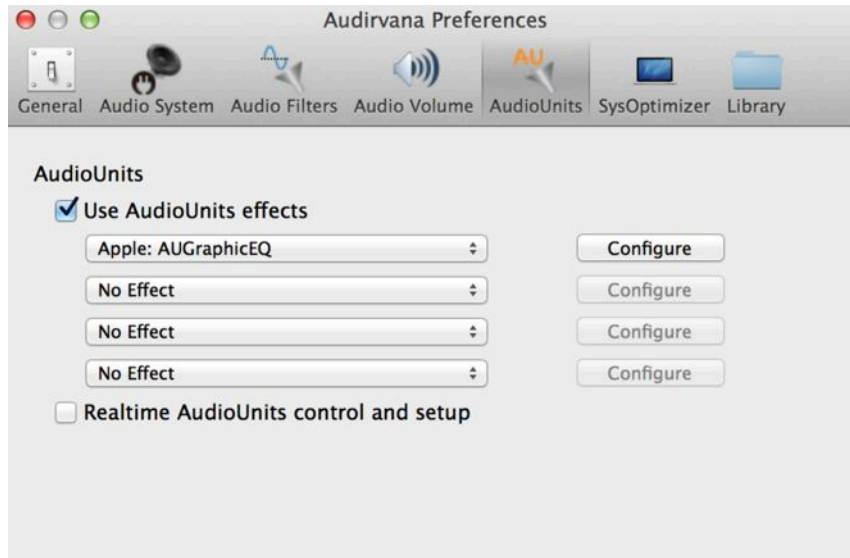 Audirvana Preferences
AU
General Audio System Audio Filters Audio Volume AudioUnits SysOptimizer Library
AudioUnits
Use AudioUnits effects
Apple: AUGraphicEQ Configure
No Effect Configure
No Effect Configure
No Effect Configure
Realtime AudioUnits control and setup